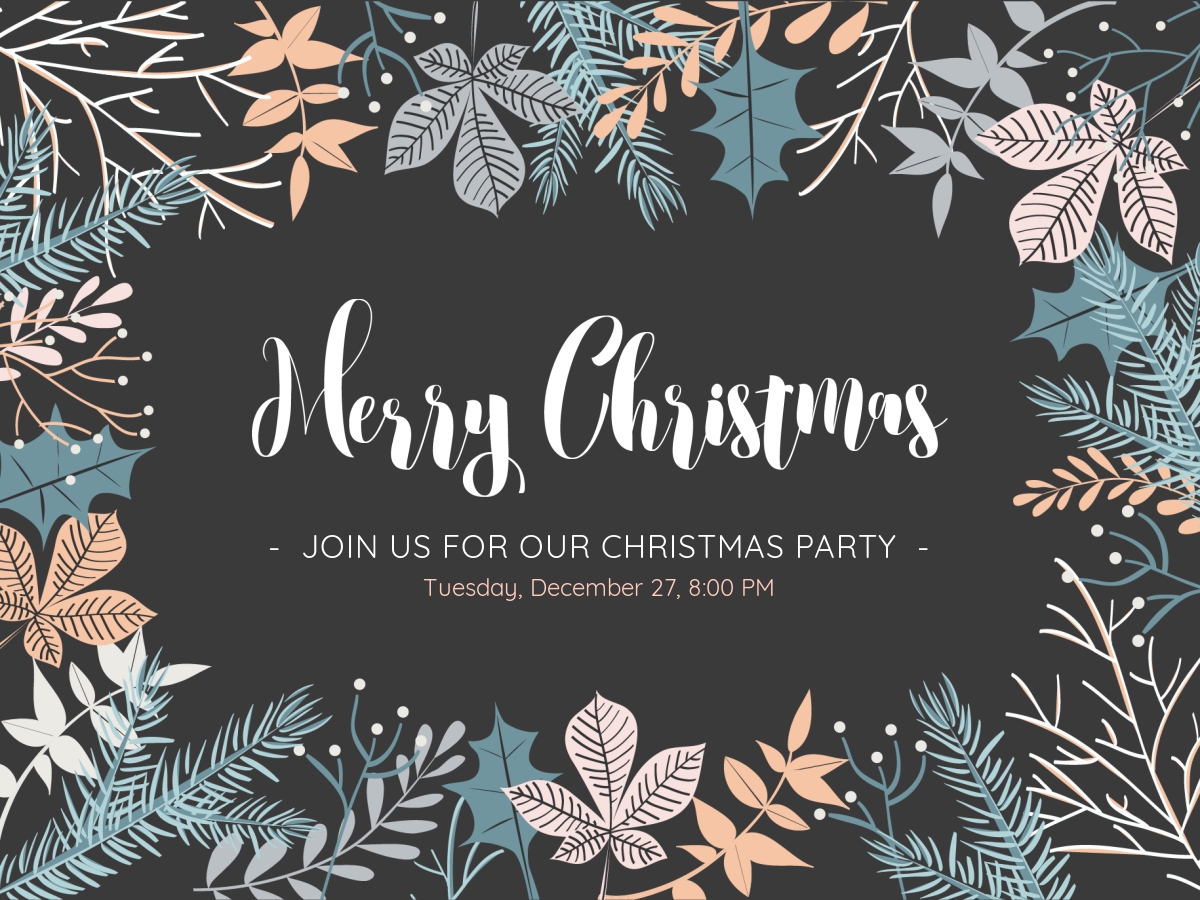 Merry Christmas
- JOIN US FOR OUR CHRISTMAS PARTY -
Tuesday, December 27, 8:00 PM